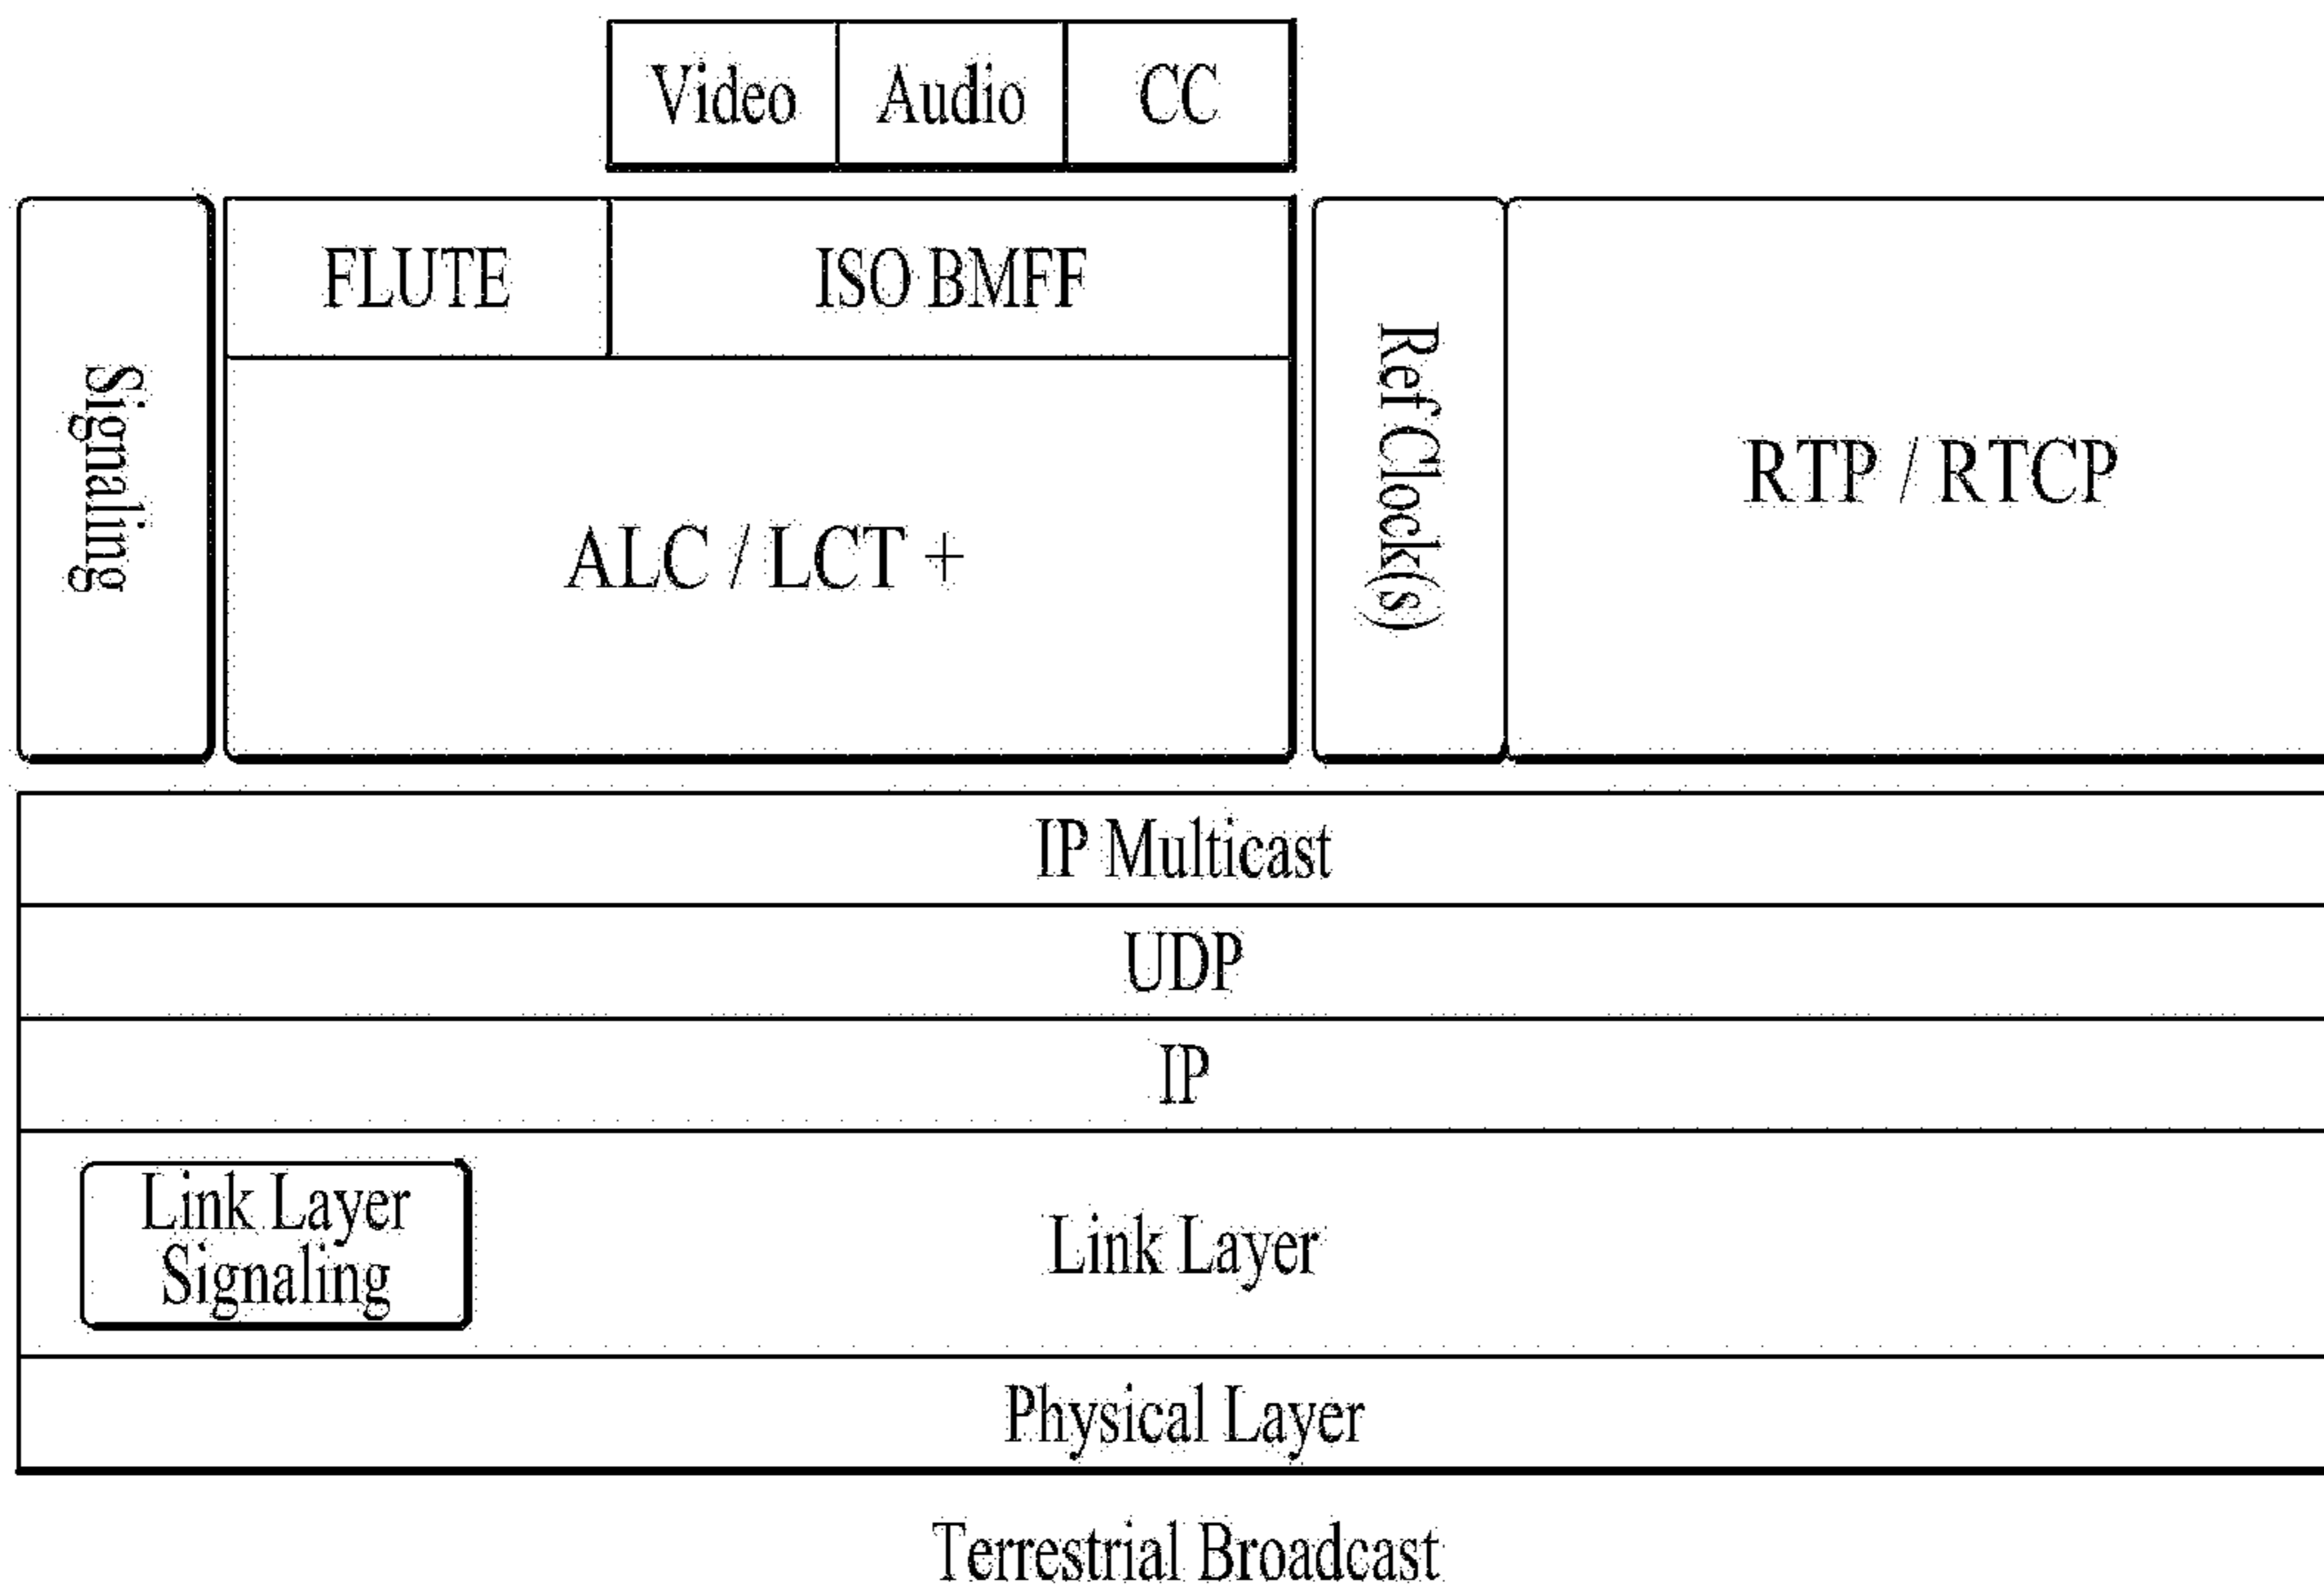 Video
Audio
CC
Signaling
FLUTE
ISO BMFF
ALC / LCT +
Ref Clock(s)
RTP / RTCP
IP Multicast
UDP
IP
Link Layer
Signaling
Link Layer
Physical Layer
Terrestrial Broadcast